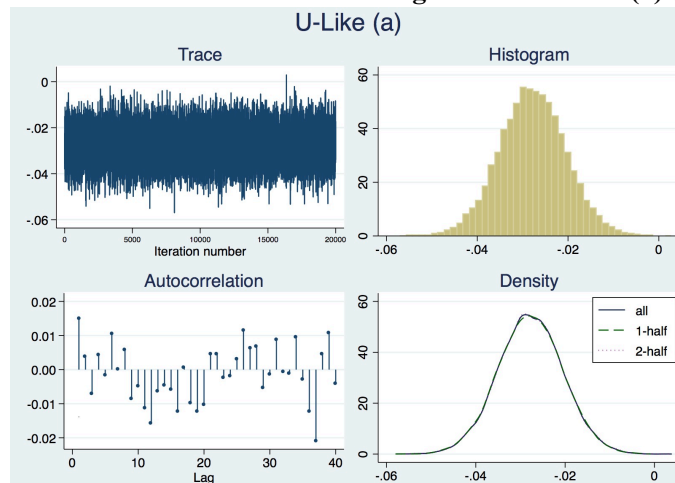 U-Like (a)
Trace
0
-.02
-.04
-.06
0 5000 10000 15000 20000
Iteration number
Histogram
60
40
20
0
-.06 -.04 -.02 0
Autocorrelation
0.02
0.01
0.00
-0.01
-0.02
0 10 20 30 40
Lag
Density
60
40
20
0
-.06 -.04 -.02 0
all
1-half
2-half